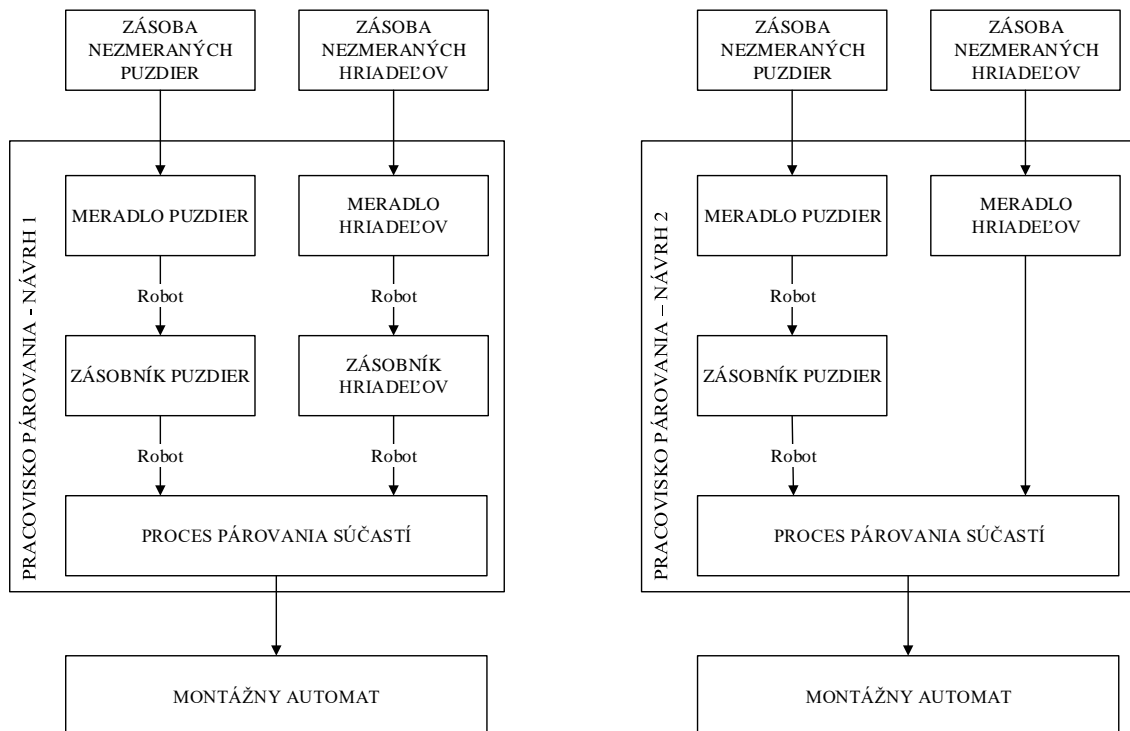 ZÁSOBA
NEZMERANÝCH
PUZDIER
ZÁSOBA
NEZMERANÝCH
HRIADEĽOV
PRACOVISKO PÁROVANIA - NÁVRH 1
MERADLO PUZDIER
MERADLO
HRIADEĽOV
Robot
Robot
ZÁSOBNÍK PUZDIER
ZÁSOBNÍK
HRIADEĽOV
Robot
Robot
PROCES PÁROVANIA SÚČASTÍ
MONTÁŽNY AUTOMAT
ZÁSOBA
NEZMERANÝCH
PUZDIER
ZÁSOBA
NEZMERANÝCH
HRIADEĽOV
PRACOVISKO PÁROVANIA – NÁVRH 2
MERADLO PUZDIER
MERADLO
HRIADEĽOV
Robot
ZÁSOBNÍK PUZDIER
Robot
PROCES PÁROVANIA SÚČASTÍ
MONTÁŽNY AUTOMAT